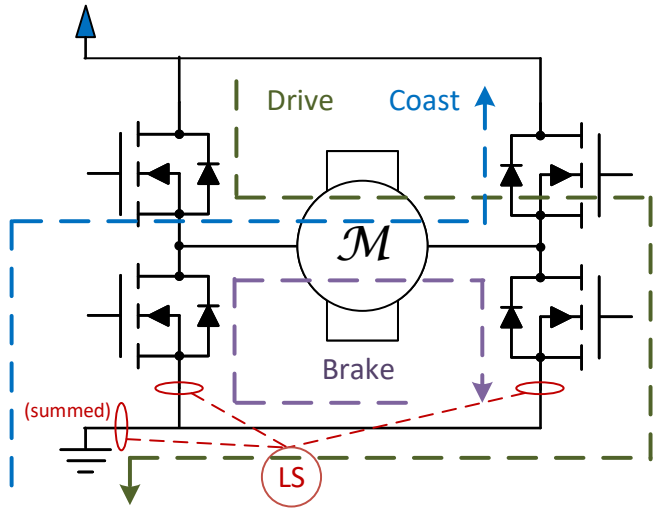 Drive
Coast
ℳ
Brake
(summed)
LS